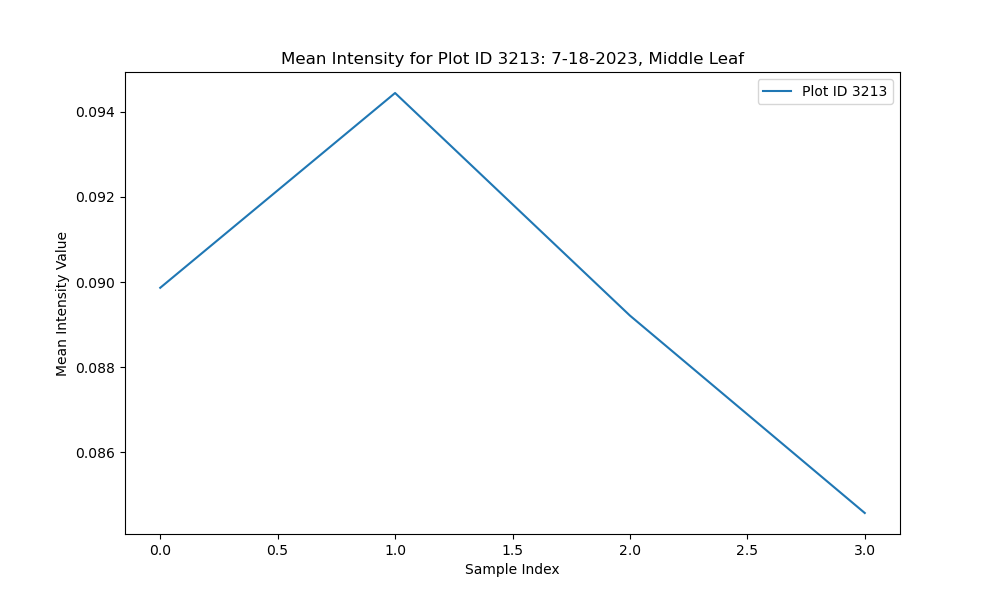 Mean Intensity for Plot ID 3213: 7-18-2023, Middle Leaf
Plot ID 3213
Mean Intensity Value
0.094
0.092
0.090
0.088
0.086
0.0 0.5 1.0 1.5 2.0 2.5 3.0
Sample Index